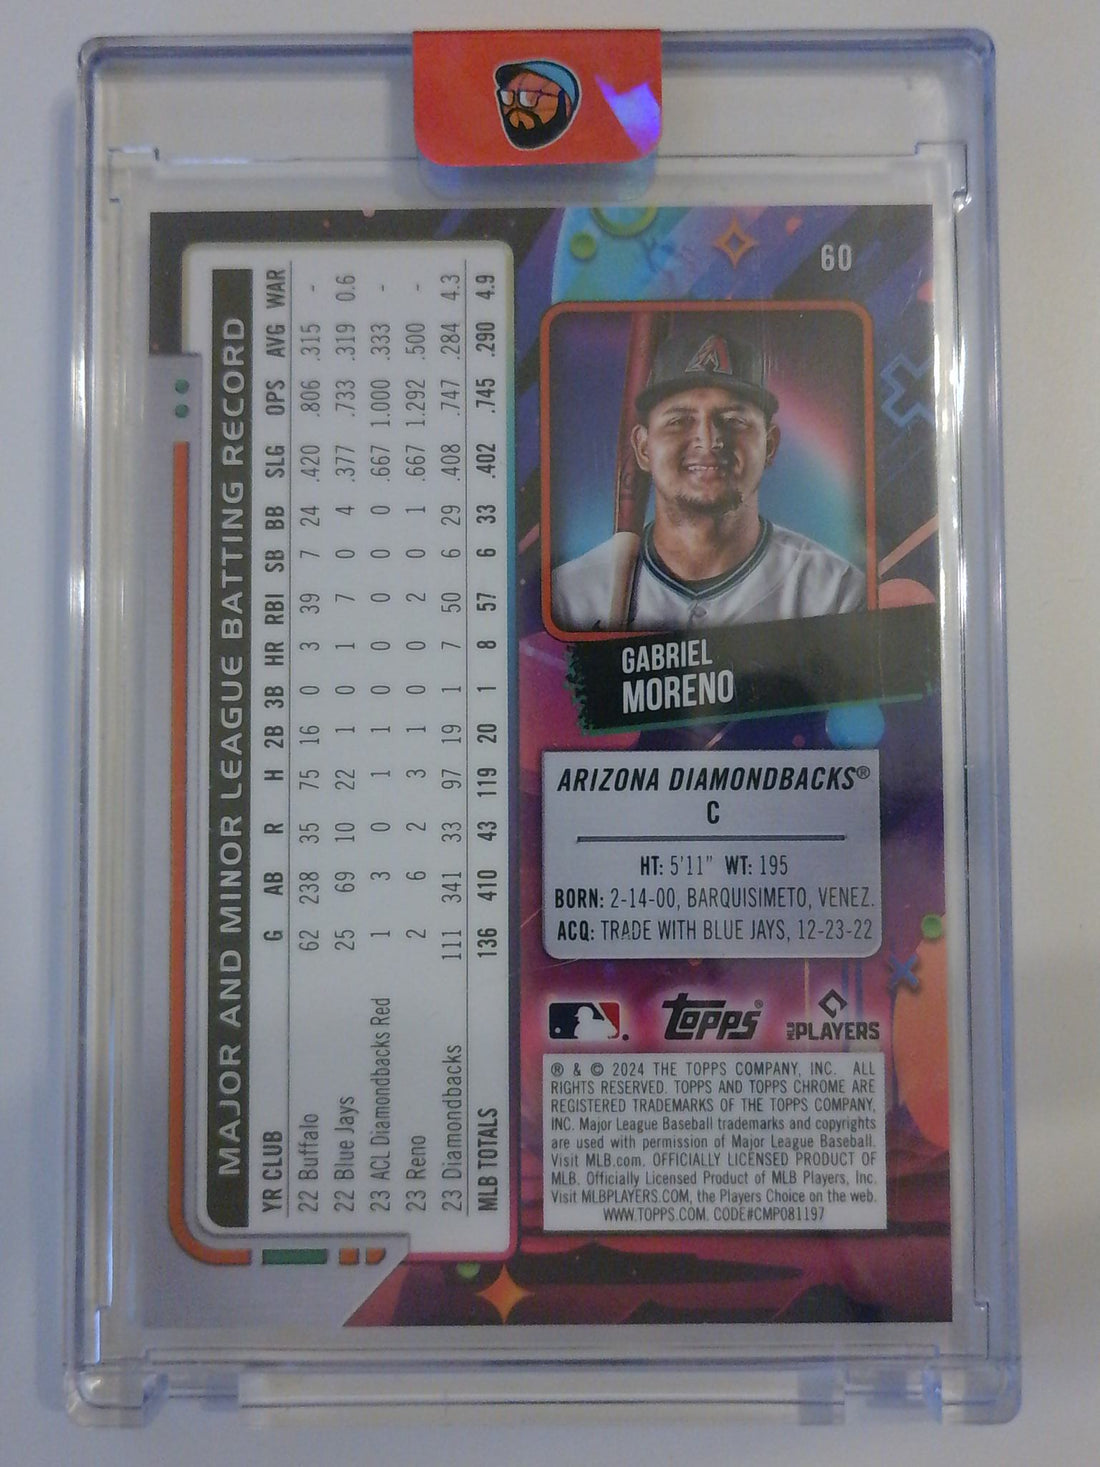 60
GABRIEL
MORENO
ARIZONA DIAMONDBACKS®
C
HT: 5'11" WT: 195
BORN: 2-14-00, BARQUISIMETO, VENEZ.
ACQ: TRADE WITH BLUE JAYS, 12-23-22
Topps®
MLB PLAYERS
® & © 2024 THE TOPPS COMPANY, INC. ALL
RIGHTS RESERVED. TOPPS AND TOPPS CHROME ARE
REGISTERED TRADEMARKS OF THE TOPPS COMPANY,
INC. Major League Baseball trademarks and copyrights
are used with permission of Major League Baseball.
Visit MLB.com. OFFICIALLY LICENSED PRODUCT OF
MLB. Officially Licensed Product of MLB Players, Inc.
Visit MLBPLAYERS.COM, the Players Choice on the web.
WWW.TOPPS.COM. CODE#CMP081197
MAJOR AND MINOR LEAGUE BATTING RECORD
YR CLUB G AB R H 2B 3B HR RBI SB BB SLG OPS AVG WAR
22 Buffalo 62 238 35 75 16 0 3 39 7 24 .420 .806 .315 -
22 Blue Jays 25 69 10 22 1 0 1 7 0 4 .377 .733 .319 0.6
23 ACL Diamondbacks Red 1 3 0 1 1 0 0 0 0 0 .667 1.000 .333 -
23 Reno 2 6 2 3 1 0 0 2 0 1 .667 1.292 .500 -
23 Diamondbacks 111 341 33 97 19 1 7 50 6 29 .408 .747 .284 4.3
MLB TOTALS 136 410 43 119 20 1 8 57 6 33 .402 .745 .290 4.9